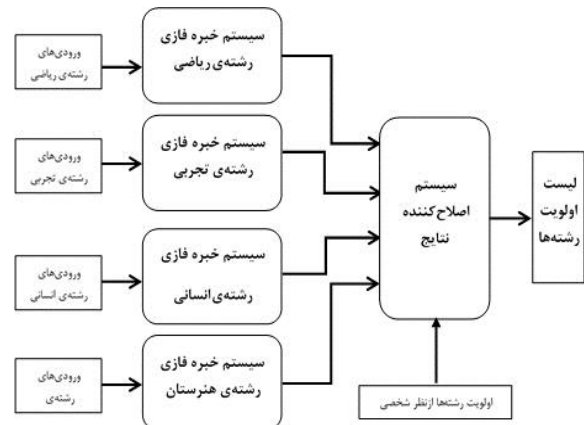 ورودی‌های
رشته‌ی ریاضی
سیستم خبره فازی
رشته‌ی ریاضی
ورودی‌های
رشته‌ی تجربی
سیستم خبره فازی
رشته‌ی تجربی
ورودی‌های
رشته‌ی انسانی
سیستم خبره فازی
رشته‌ی انسانی
ورودی‌های
رشته‌ی
سیستم خبره فازی
رشته‌ی هنرستان
سیستم
اصلاح‌کننده
نتایج
لیست
اولویت
رشته‌ها
اولویت رشته‌ها ازنظر شخصی